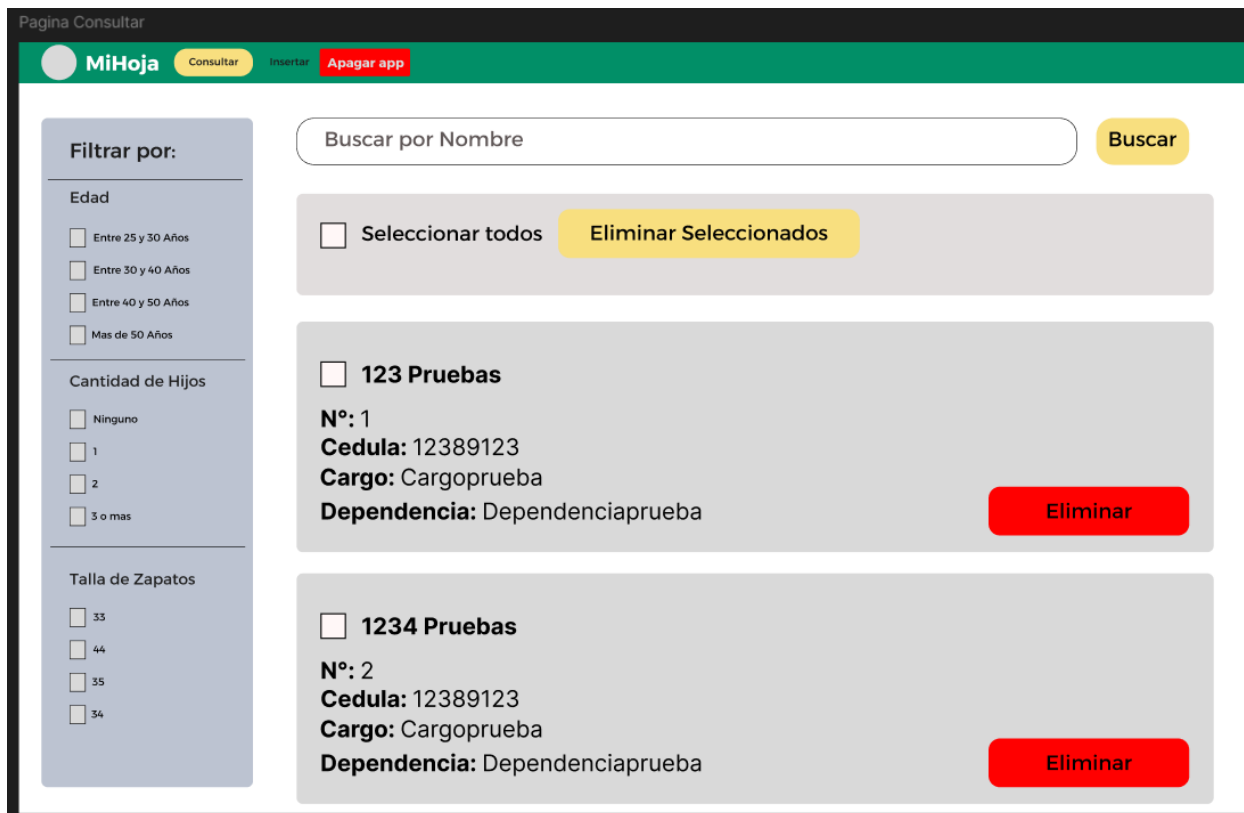 Pagina Consultar
MiHoja Consultar Insertar Apagar app
Filtrar por:
Edad
Entre 25 y 30 Años
Entre 30 y 40 Años
Entre 40 y 50 Años
Mas de 50 Años
Cantidad de Hijos
Ninguno
1
2
3 o mas
Talla de Zapatos
33
44
35
34
Buscar por Nombre Buscar
Seleccionar todos Eliminar Seleccionados
123 Pruebas
Nº: 1
Cedula: 12389123
Cargo: Cargoprueba
Dependencia: Dependenciaprueba
Eliminar
1234 Pruebas
Nº: 2
Cedula: 12389123
Cargo: Cargoprueba
Dependencia: Dependenciaprueba
Eliminar